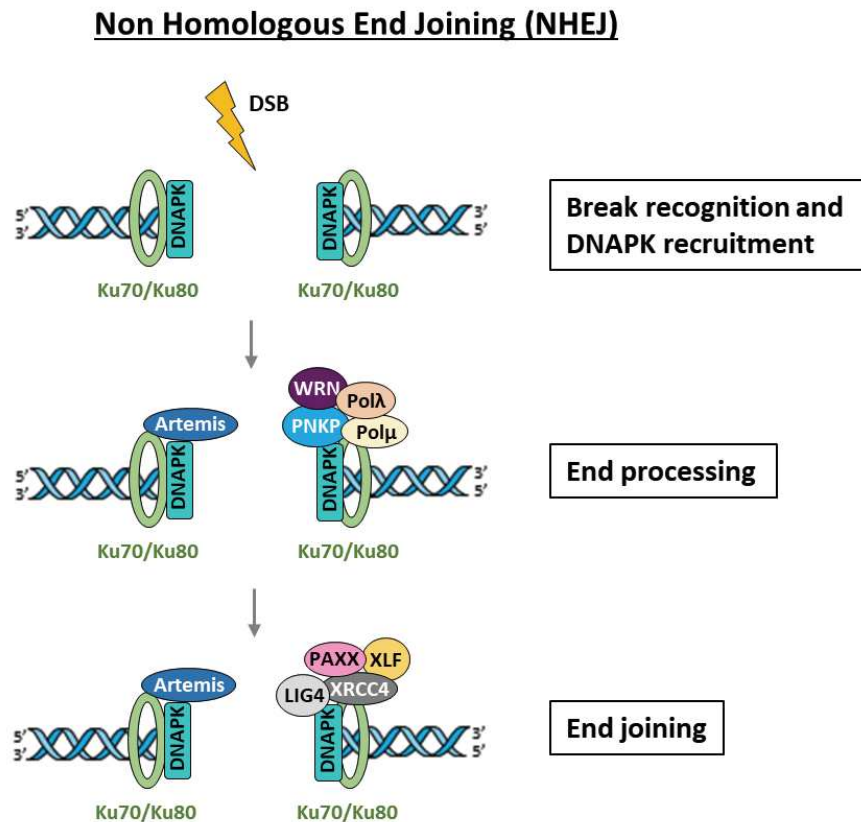 Non Homologous End Joining (NHEJ)
DSB
5’
3’
DNAPK
DNAPK
3’
5’
Ku70/Ku80
Ku70/Ku80
Break recognition and
DNAPK recruitment
Artemis
WRN
Polλ
PNKP
Polμ
5’
3’
DNAPK
DNAPK
3’
5’
Ku70/Ku80
Ku70/Ku80
End processing
Artemis
PAXX
XLF
LIG4
XRCC4
5’
3’
DNAPK
DNAPK
3’
5’
Ku70/Ku80
Ku70/Ku80
End joining